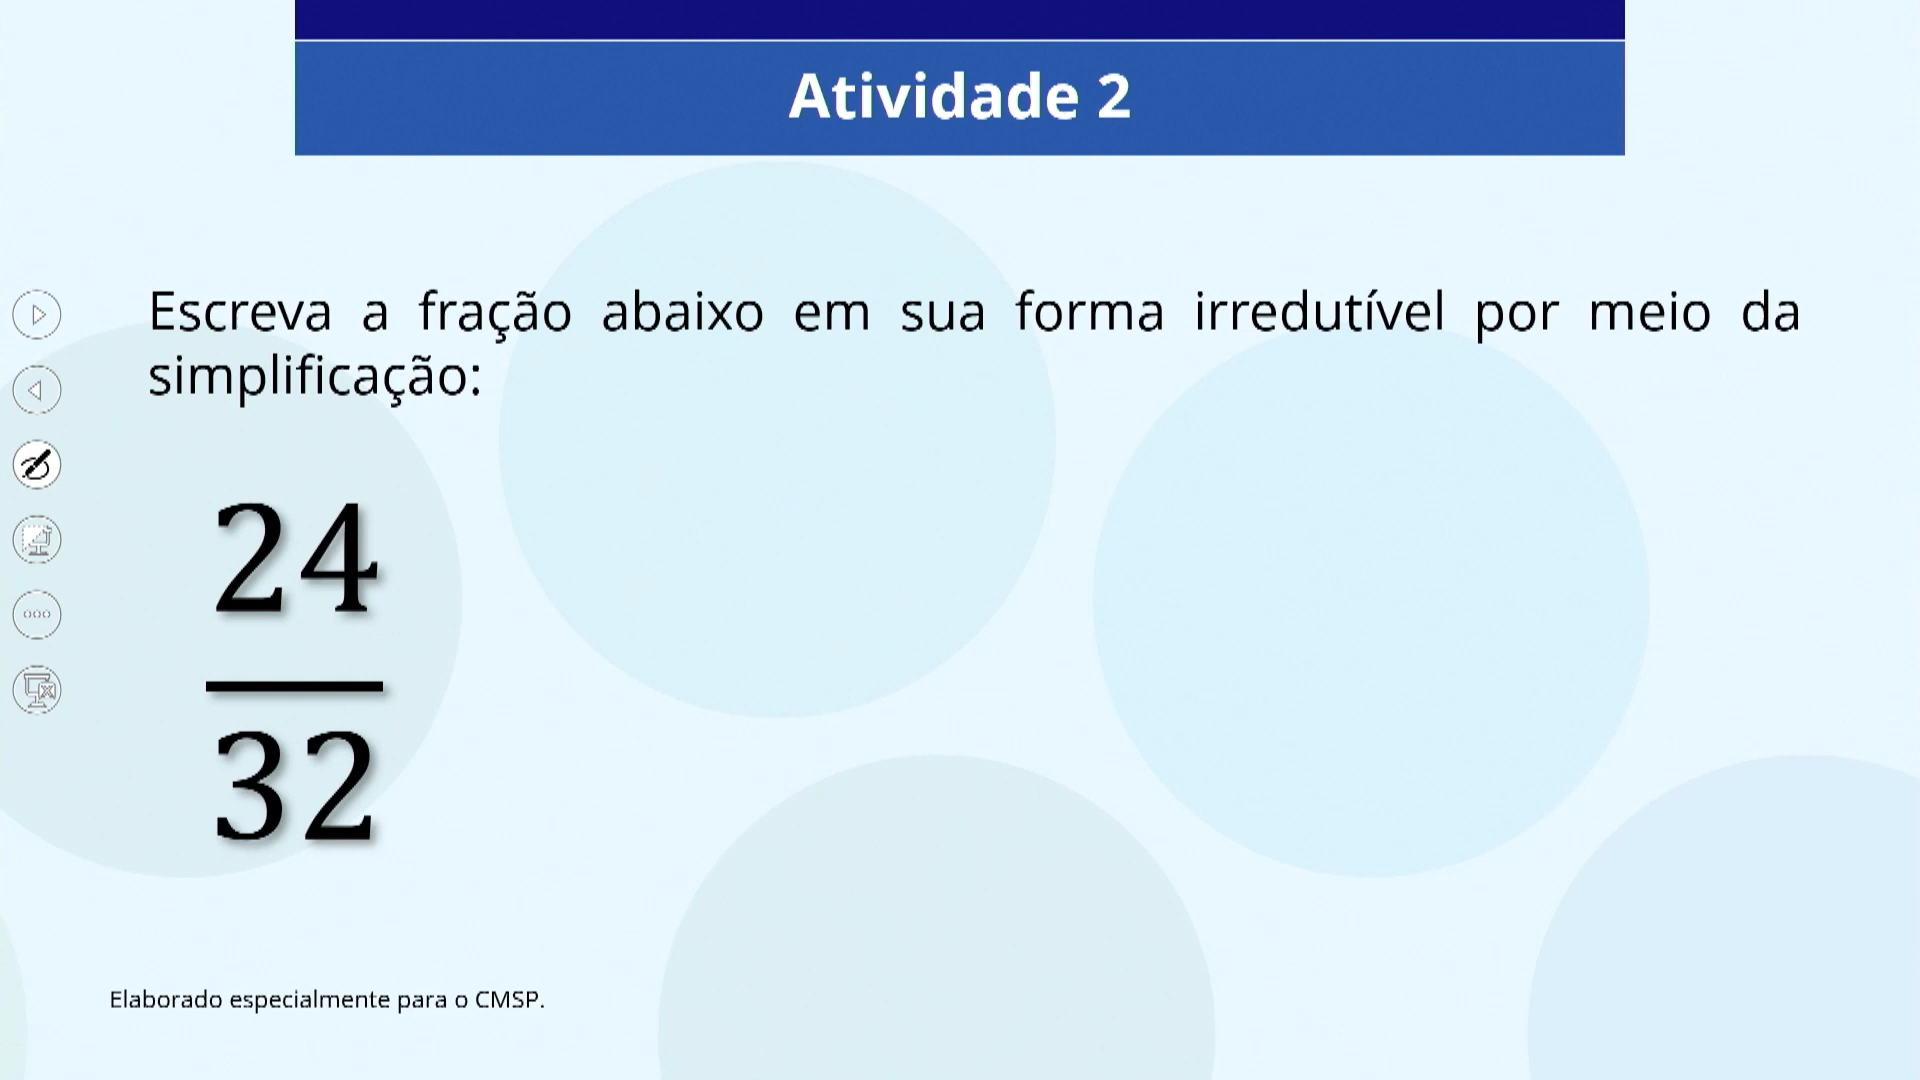 Atividade 2
Escreva a fração abaixo em sua forma irredutível por meio da
simplificação:
24
32
Elaborado especialmente para o CMSP.